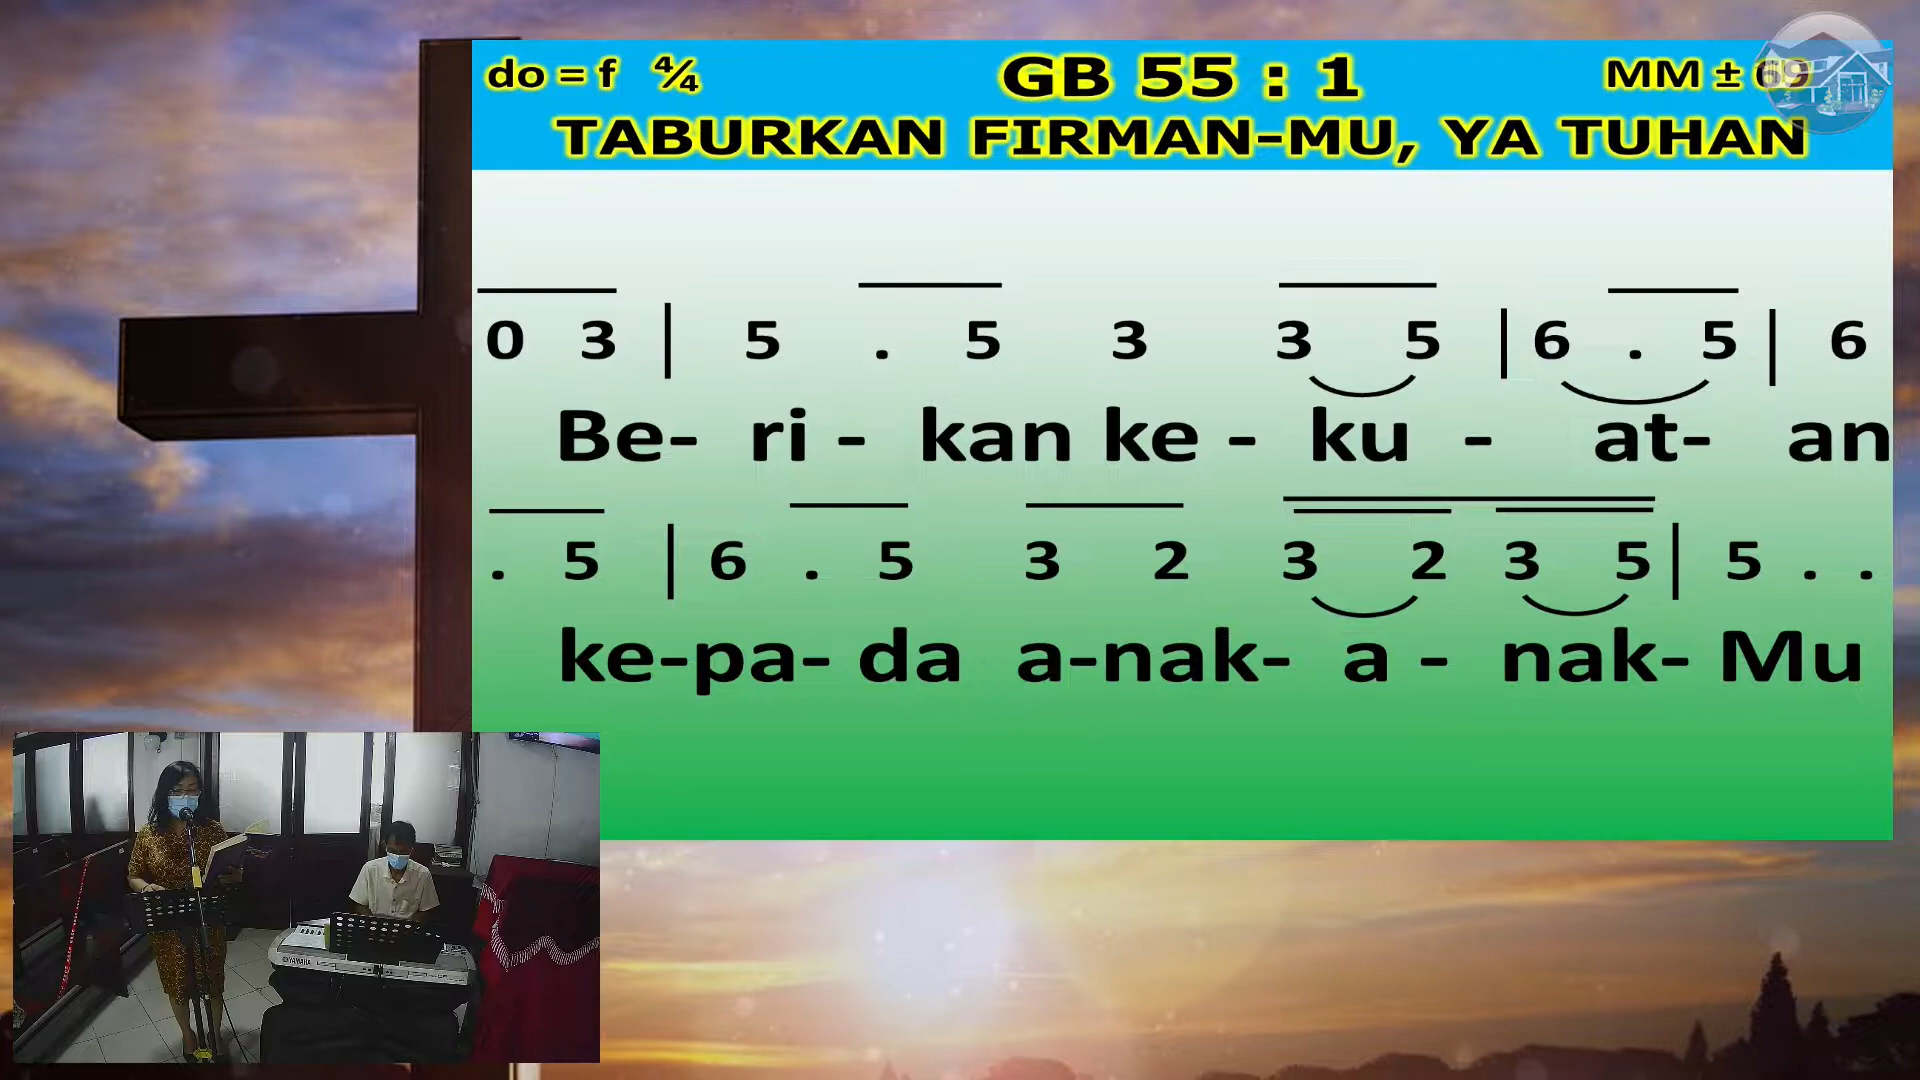 do = f 4/4 GB 55 : 1 MM ± 69
TABURKAN FIRMAN-MU, YA TUHAN
0 3 | 5 . 5 3 3 5 | 6 . 5 | 6
Be- ri - kan ke - ku - at- an
. 5 | 6 . 5 3 2 3 2 3 5 | 5 . .
ke-pa- da a-nak- a - nak- Mu
YAMAHA